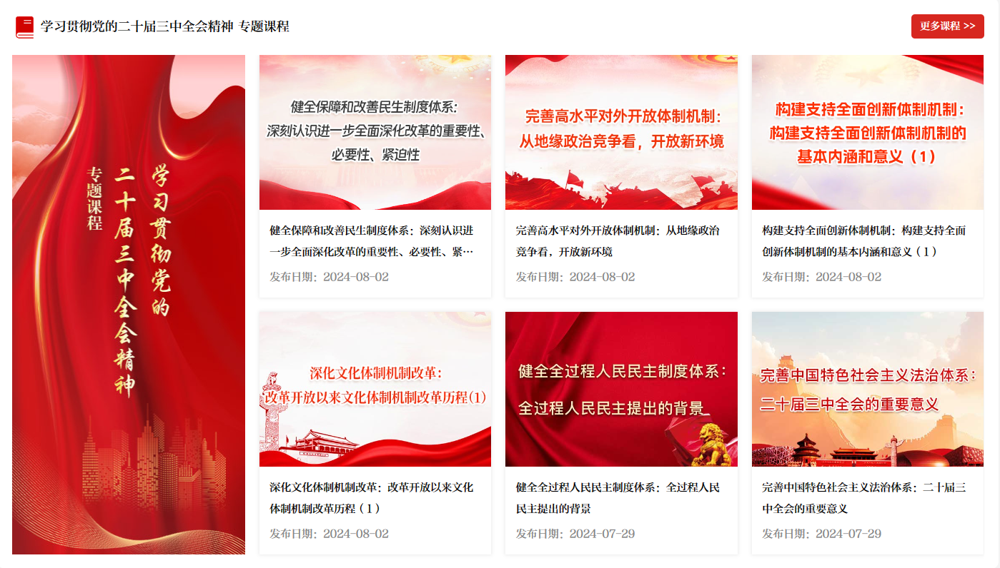 学习贯彻党的二十届三中全会精神 专题课程
更多课程 >>
学习贯彻党的
二十届三中全会精神
专题课程
健全保障和改善民生制度体系:
深刻认识进一步全面深化改革的重要性、
必要性、紧迫性
健全保障和改善民生制度体系：深刻认识进
一步全面深化改革的重要性、必要性、紧…
发布日期：2024-08-02
完善高水平对外开放体制机制：
从地缘政治竞争看，开放新环境
完善高水平对外开放体制机制：从地缘政治
竞争看，开放新环境
发布日期：2024-08-02
构建支持全面创新体制机制：
构建支持全面创新体制机制的
基本内涵和意义（1）
构建支持全面创新体制机制：构建支持全面
创新体制机制的基本内涵和意义（1）
发布日期：2024-08-02
深化文化体制机制改革：
改革开放以来文化体制机制改革历程(1)
深化文化体制机制改革：改革开放以来文化
体制机制改革历程（1）
发布日期：2024-08-02
健全全过程人民民主制度体系：
全过程人民民主提出的背景
健全全过程人民民主制度体系：全过程人民
民主提出的背景
发布日期：2024-07-29
完善中国特色社会主义法治体系：
二十届三中全会的重要意义
完善中国特色社会主义法治体系：二十届三
中全会的重要意义
发布日期：2024-07-29